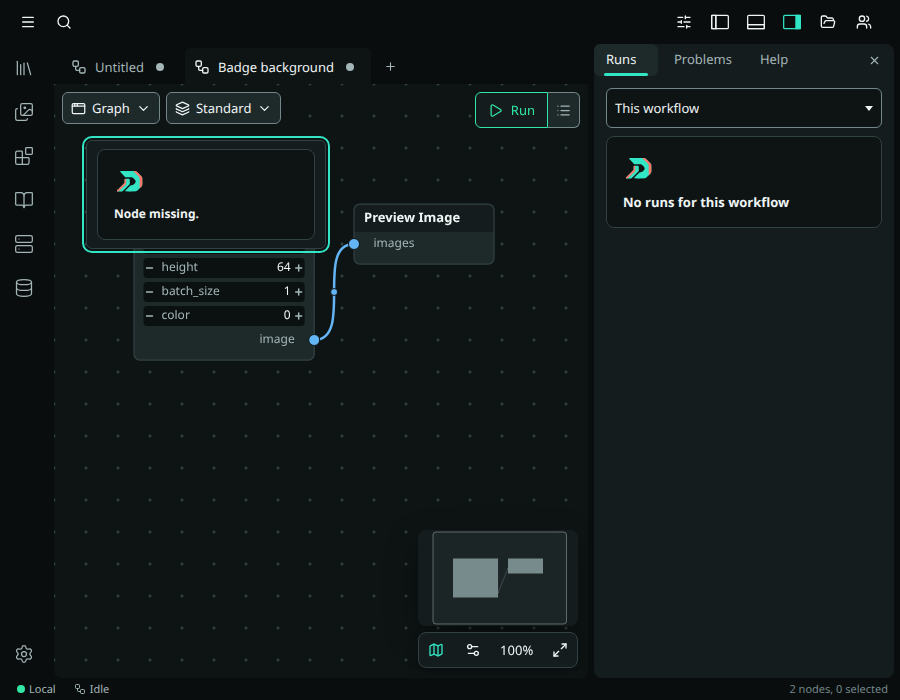 Untitled
Badge background
Runs
Problems
Help
Graph
Standard
Run
This workflow
Node missing.
No runs for this workflow
Preview Image
images
height 64
batch_size 1
color 0
image
100%
Local
Idle
2 nodes, 0 selected